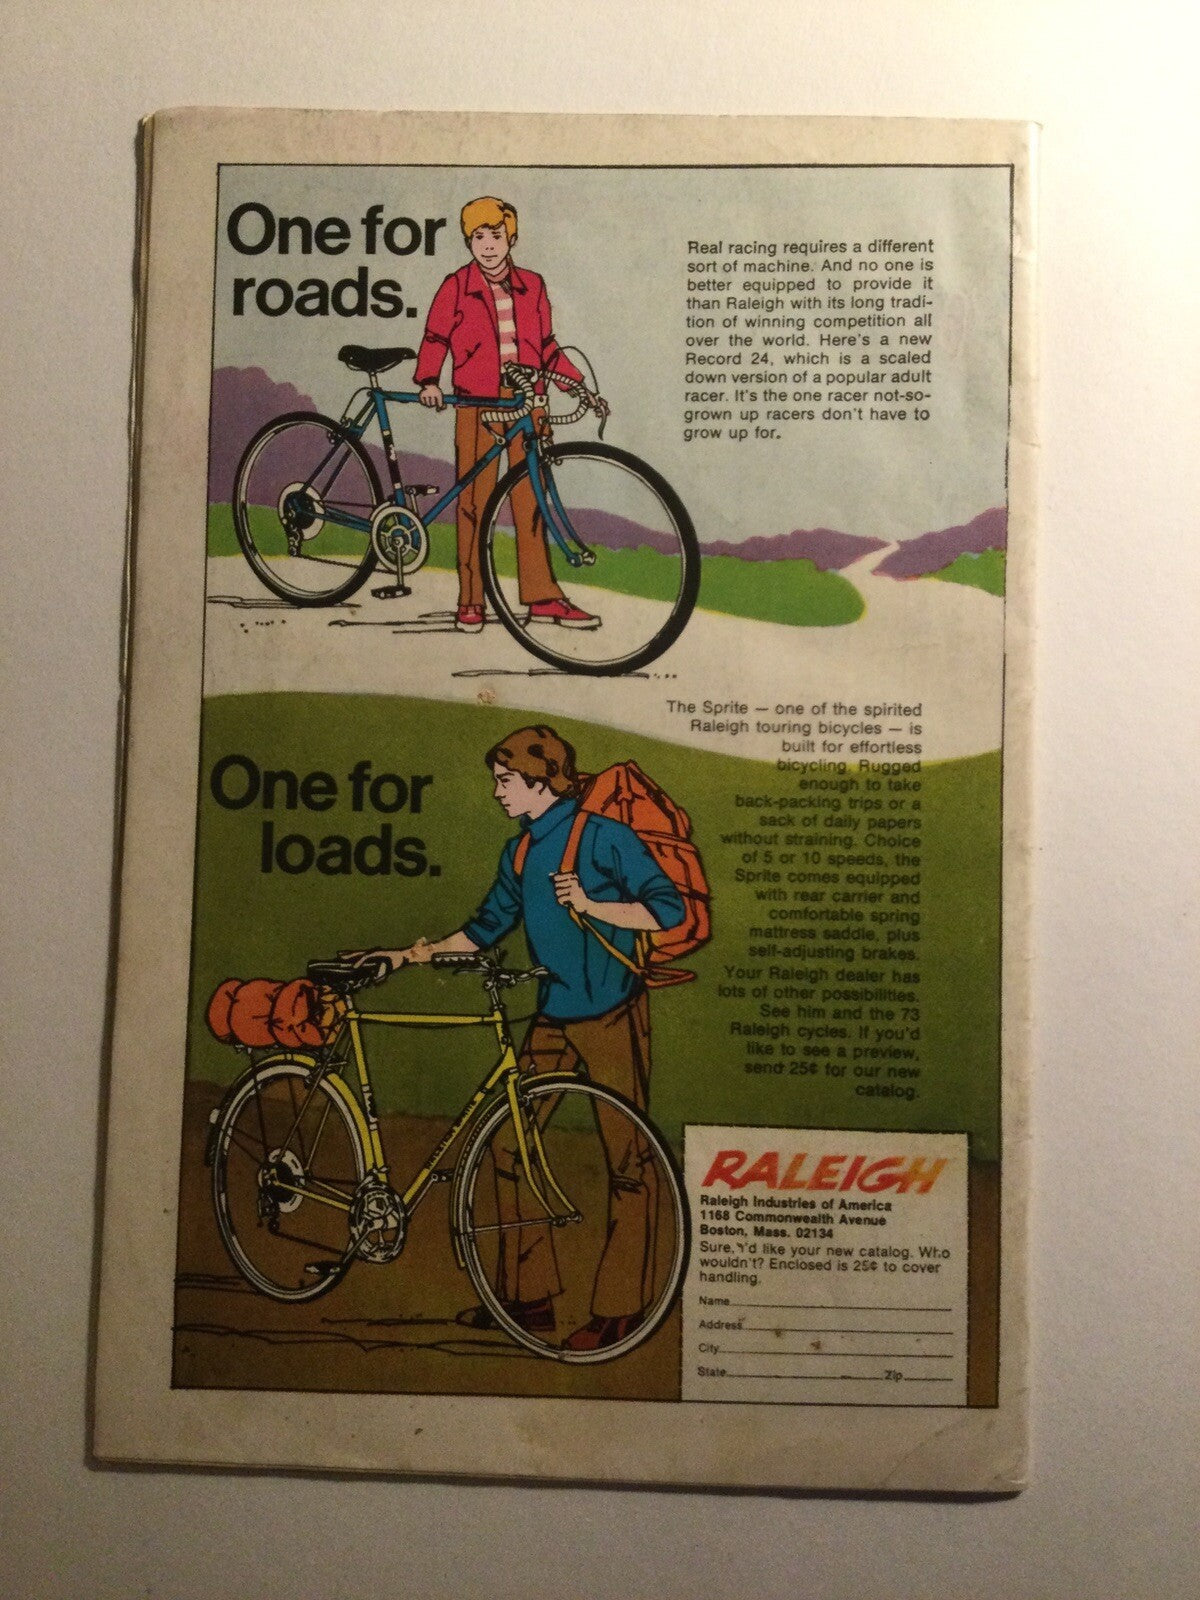 One for
roads.
Real racing requires a different
sort of machine. And no one is
better equipped to provide it
than Raleigh with its long tradi-
tion of winning competition all
over the world. Here's a new
Record 24, which is a scaled
down version of a popular adult
racer. It's the one racer not-so-
grown up racers don't have to
grow up for.
One for
loads.
The Sprite — one of the spirited
Raleigh touring bicycles — is
built for effortless
bicycling. Rugged
enough to take
back-packing trips or a
sack of daily papers
without straining. Choice
of 5 or 10 speeds, the
Sprite comes equipped
with rear carrier and
comfortable spring
mattress saddle, plus
self-adjusting brakes.
Your Raleigh dealer has
lots of other possibilities.
See him and the 73
Raleigh cycles. If you'd
like to see a preview,
send 25¢ for our new
catalog.
RALEIGH
Raleigh Industries of America
1168 Commonwealth Avenue
Boston, Mass. 02134
Sure, I'd like your new catalog. Who
wouldn't? Enclosed is 25¢ to cover
handling.
Name
Address
City
State Zip